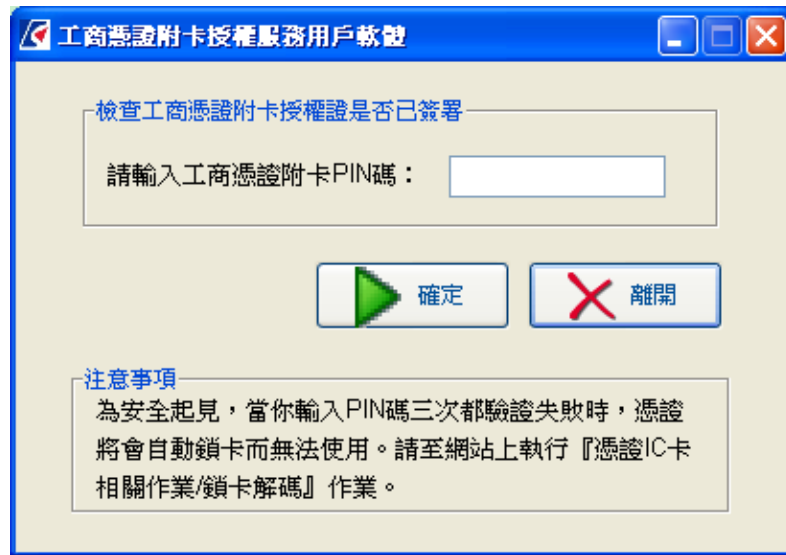 工商憑證附卡授權服務用戶軟體
檢查工商憑證附卡授權證是否已簽署
請輸入工商憑證附卡PIN碼：
確定
離開
注意事項
為安全起見，當你輸入PIN碼三次都驗證失敗時，憑證
將會自動鎖卡而無法使用。請至網站上執行『憑證IC卡
相關作業/鎖卡解碼』作業。